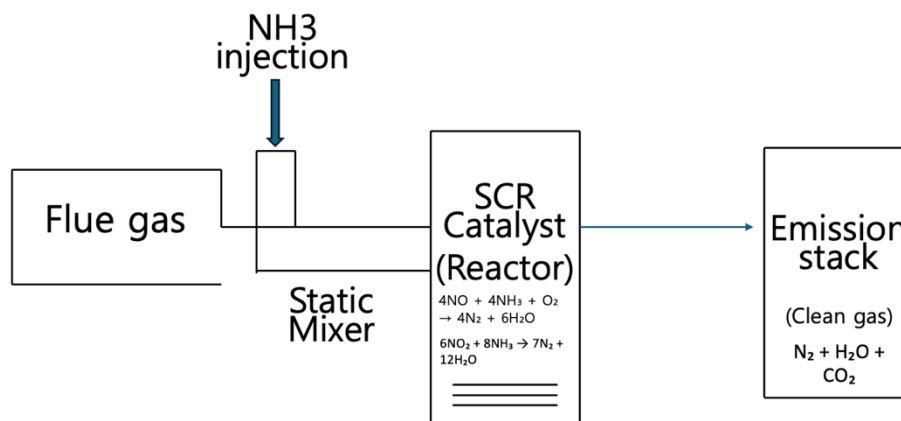 NH3
injection
Flue gas
Static
Mixer
SCR
Catalyst
(Reactor)
4NO + 4NH₃ + O₂
→ 4N₂ + 6H₂O
6NO₂ + 8NH₃ → 7N₂ +
12H₂O
Emission
stack
(Clean gas)
N₂ + H₂O +
CO₂